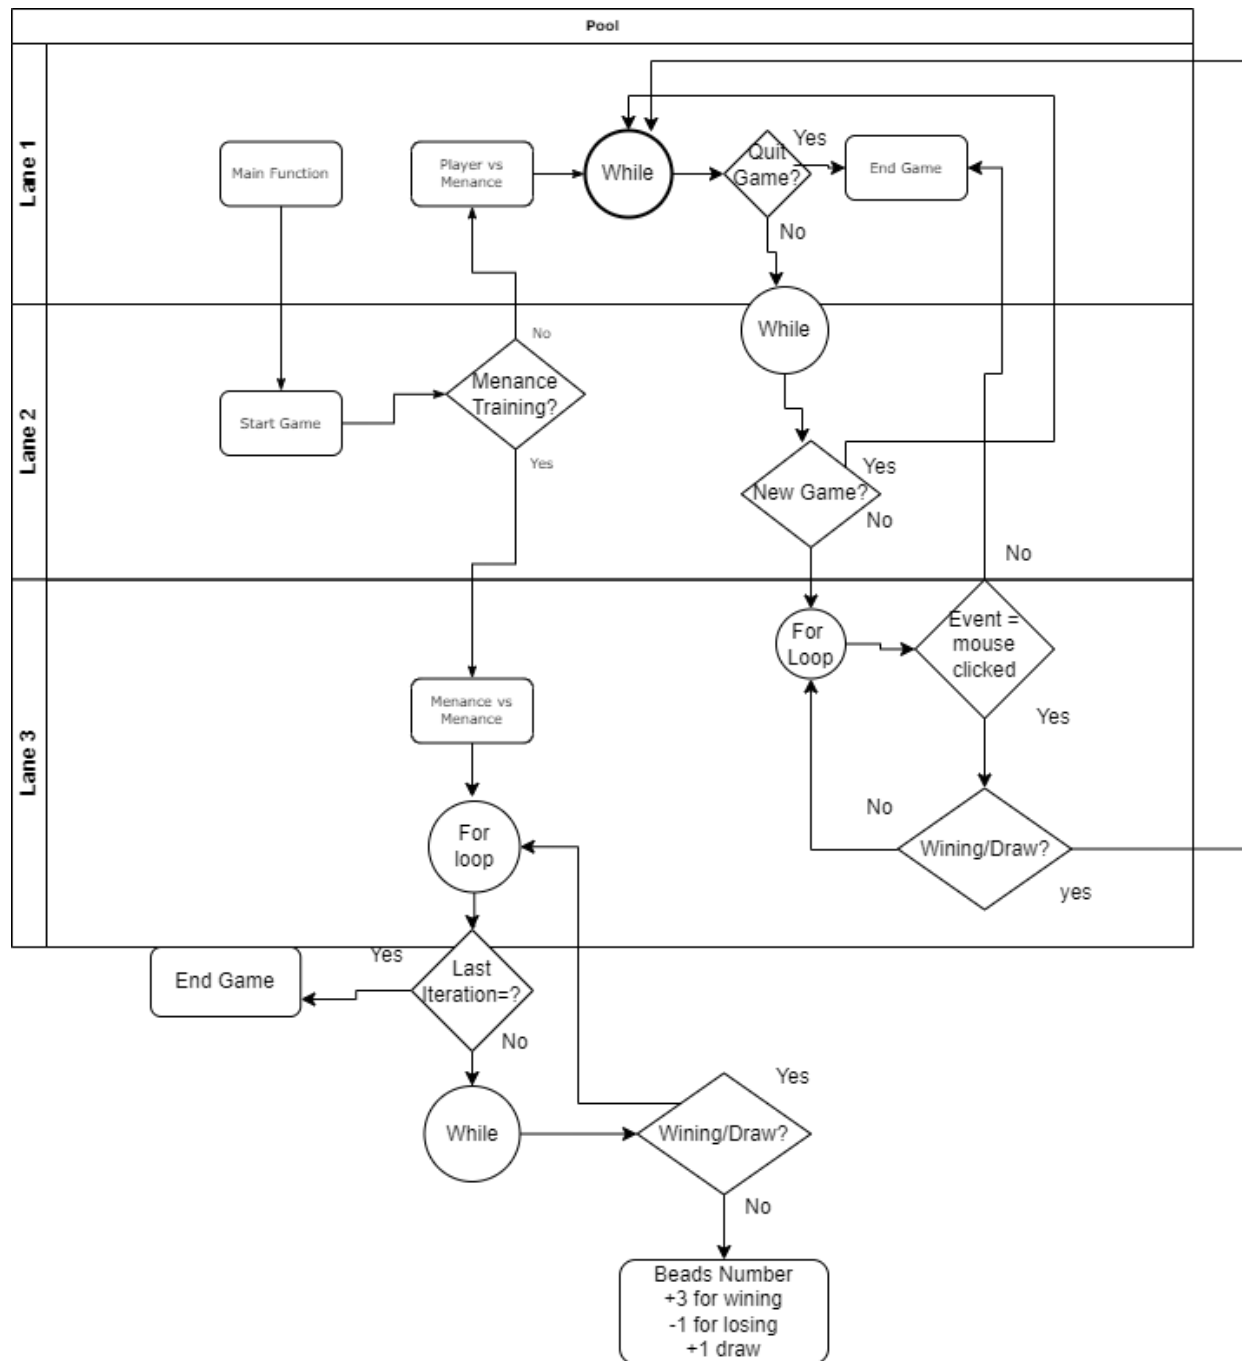 Pool
Lane 1
Main Function
Player vs
Menance
While
Quit
Game?
Yes
End Game
No
Lane 2
While
Start Game
No
Menance
Training?
Yes
New Game?
Yes
No
No
Lane 3
For
Loop
Event =
mouse
clicked
Yes
Menance vs
Menance
No
Wining/Draw?
yes
For
loop
Yes
End Game
Last
Iteration=?
No
While
Yes
Wining/Draw?
No
Beads Number
+3 for wining
-1 for losing
+1 draw